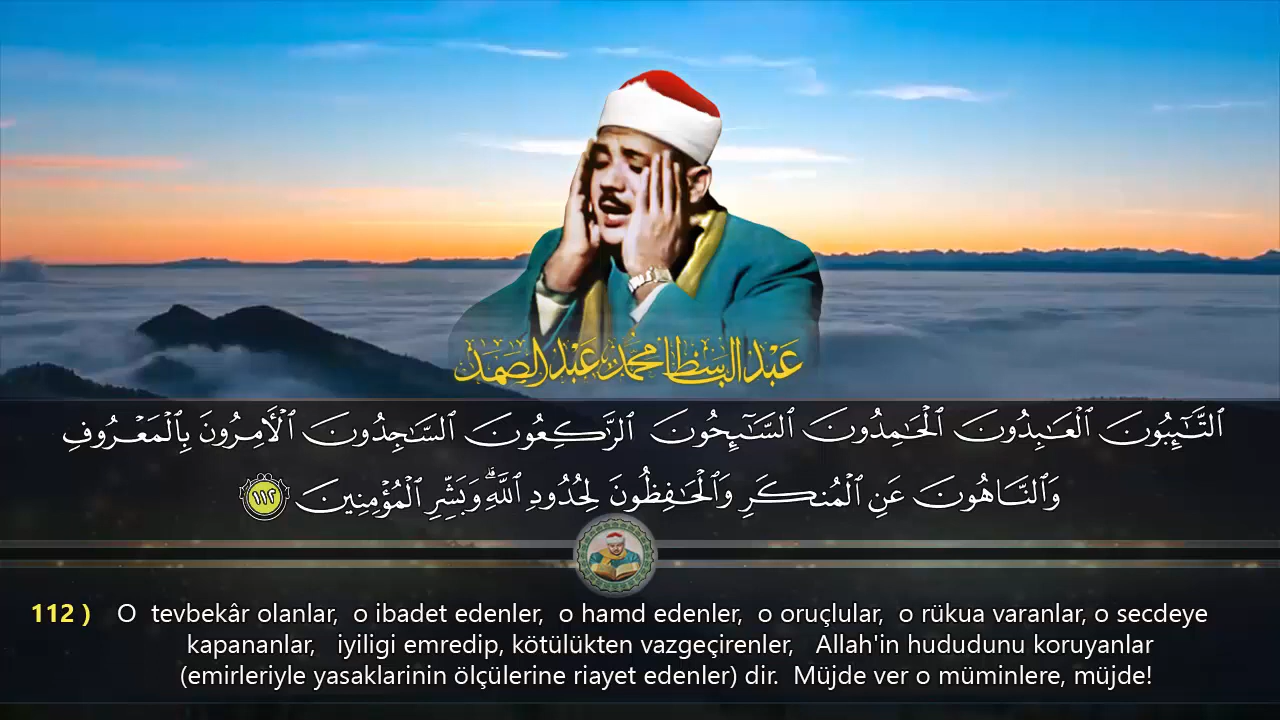 عبد الباسط محمد عبد الصمد
ٱلتَّـٰٓئِبُونَ ٱلْعَـٰبِدُونَ ٱلْحَـٰمِدُونَ ٱلسَّـٰٓئِحُونَ ٱلرَّٰكِعُونَ ٱلسَّـٰجِدُونَ ٱلْأٓمِرُونَ بِٱلْمَعْرُوفِ
وَٱلنَّاهُونَ عَنِ ٱلْمُنكَرِ وَٱلْحَـٰفِظُونَ لِحُدُودِ ٱللَّهِۗ وَبَشِّرِ ٱلْمُؤْمِنِينَ ١١٢
112 ) O tevbekâr olanlar, o ibadet edenler, o hamd edenler, o oruçlular, o rükua varanlar, o secdeye
kapananlar, iyiligi emredip, kötülükten vazgeçirenler, Allah'in hududunu koruyanlar
(emirleriyle yasaklarinin ölçülerine riayet edenler) dir. Müjde ver o müminlere, müjde!